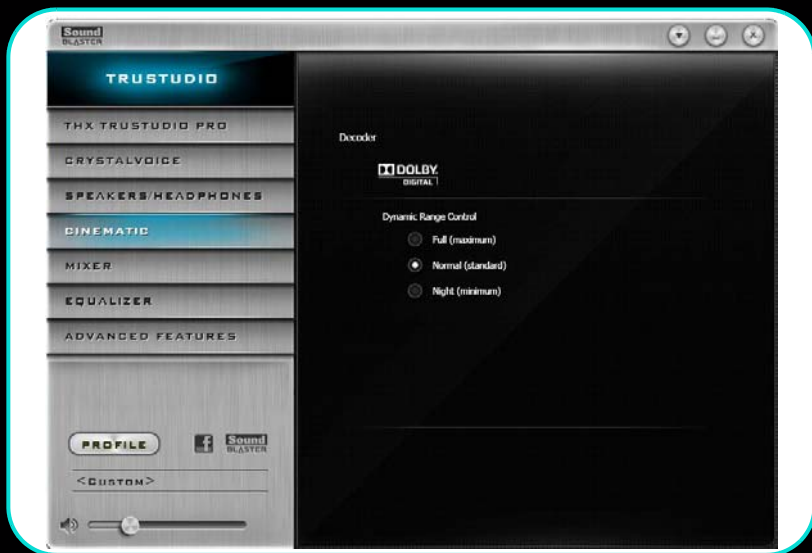 Sound
BLASTER
TRUSTUDIO
THX TRUSTUDIO PRO
CRYSTALVOICE
SPEAKERS/HEADPHONES
CINEMATIC
MIXER
EQUALIZER
ADVANCED FEATURES
PROFILE
f
Sound
BLASTER
<CUSTOM>
Decoder
DOLBY
DIGITAL
Dynamic Range Control
Full (maximum)
Normal (standard)
Night (minimum)